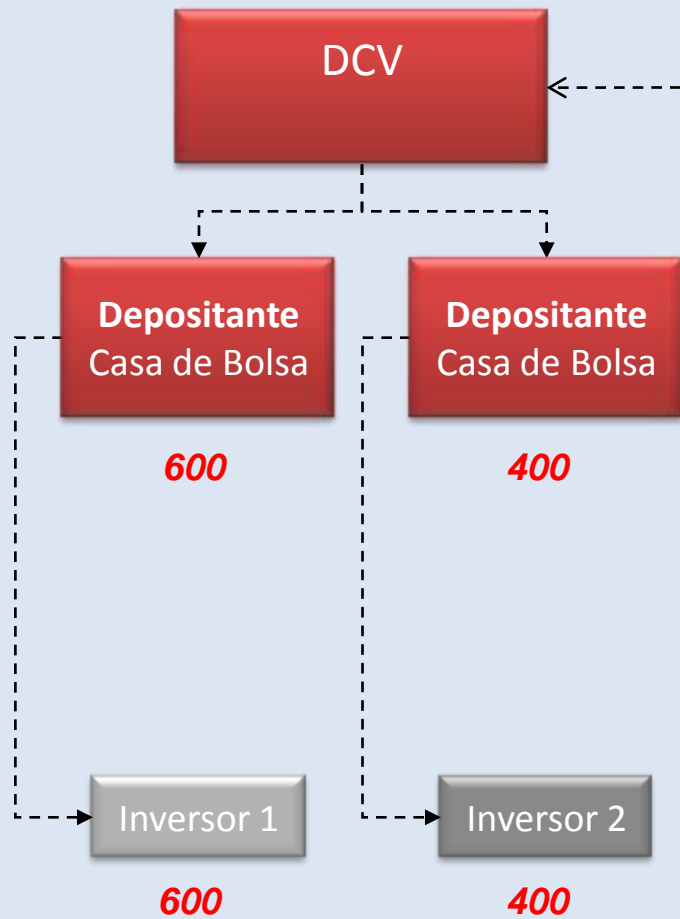 DCV
Depositante
Casa de Bolsa
600
Depositante
Casa de Bolsa
400
Inversor 1
600
Inversor 2
400